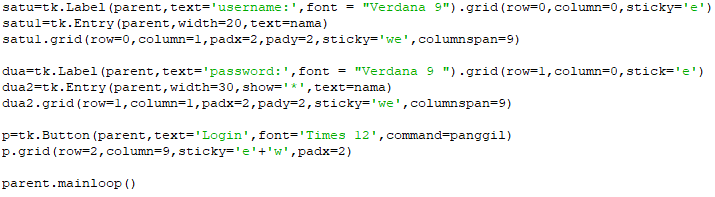 satu=tk.Label(parent,text='username:',font = "Verdana 9").grid(row=0,column=0,sticky='e')
satu1=tk.Entry(parent,width=20,text=nama)
satu1.grid(row=0,column=1,padx=2,pady=2,sticky='we',columnspan=9)
dua=tk.Label(parent,text='password:',font = "Verdana 9 ").grid(row=1,column=0,stick='e')
dua2=tk.Entry(parent,width=30,show='*',text=nama)
dua2.grid(row=1,column=1,padx=2,pady=2,sticky='we',columnspan=9)
p=tk.Button(parent,text='Login',font='Times 12',command=panggil)
p.grid(row=2,column=9,sticky='e'+'w',padx=2)
parent.mainloop()